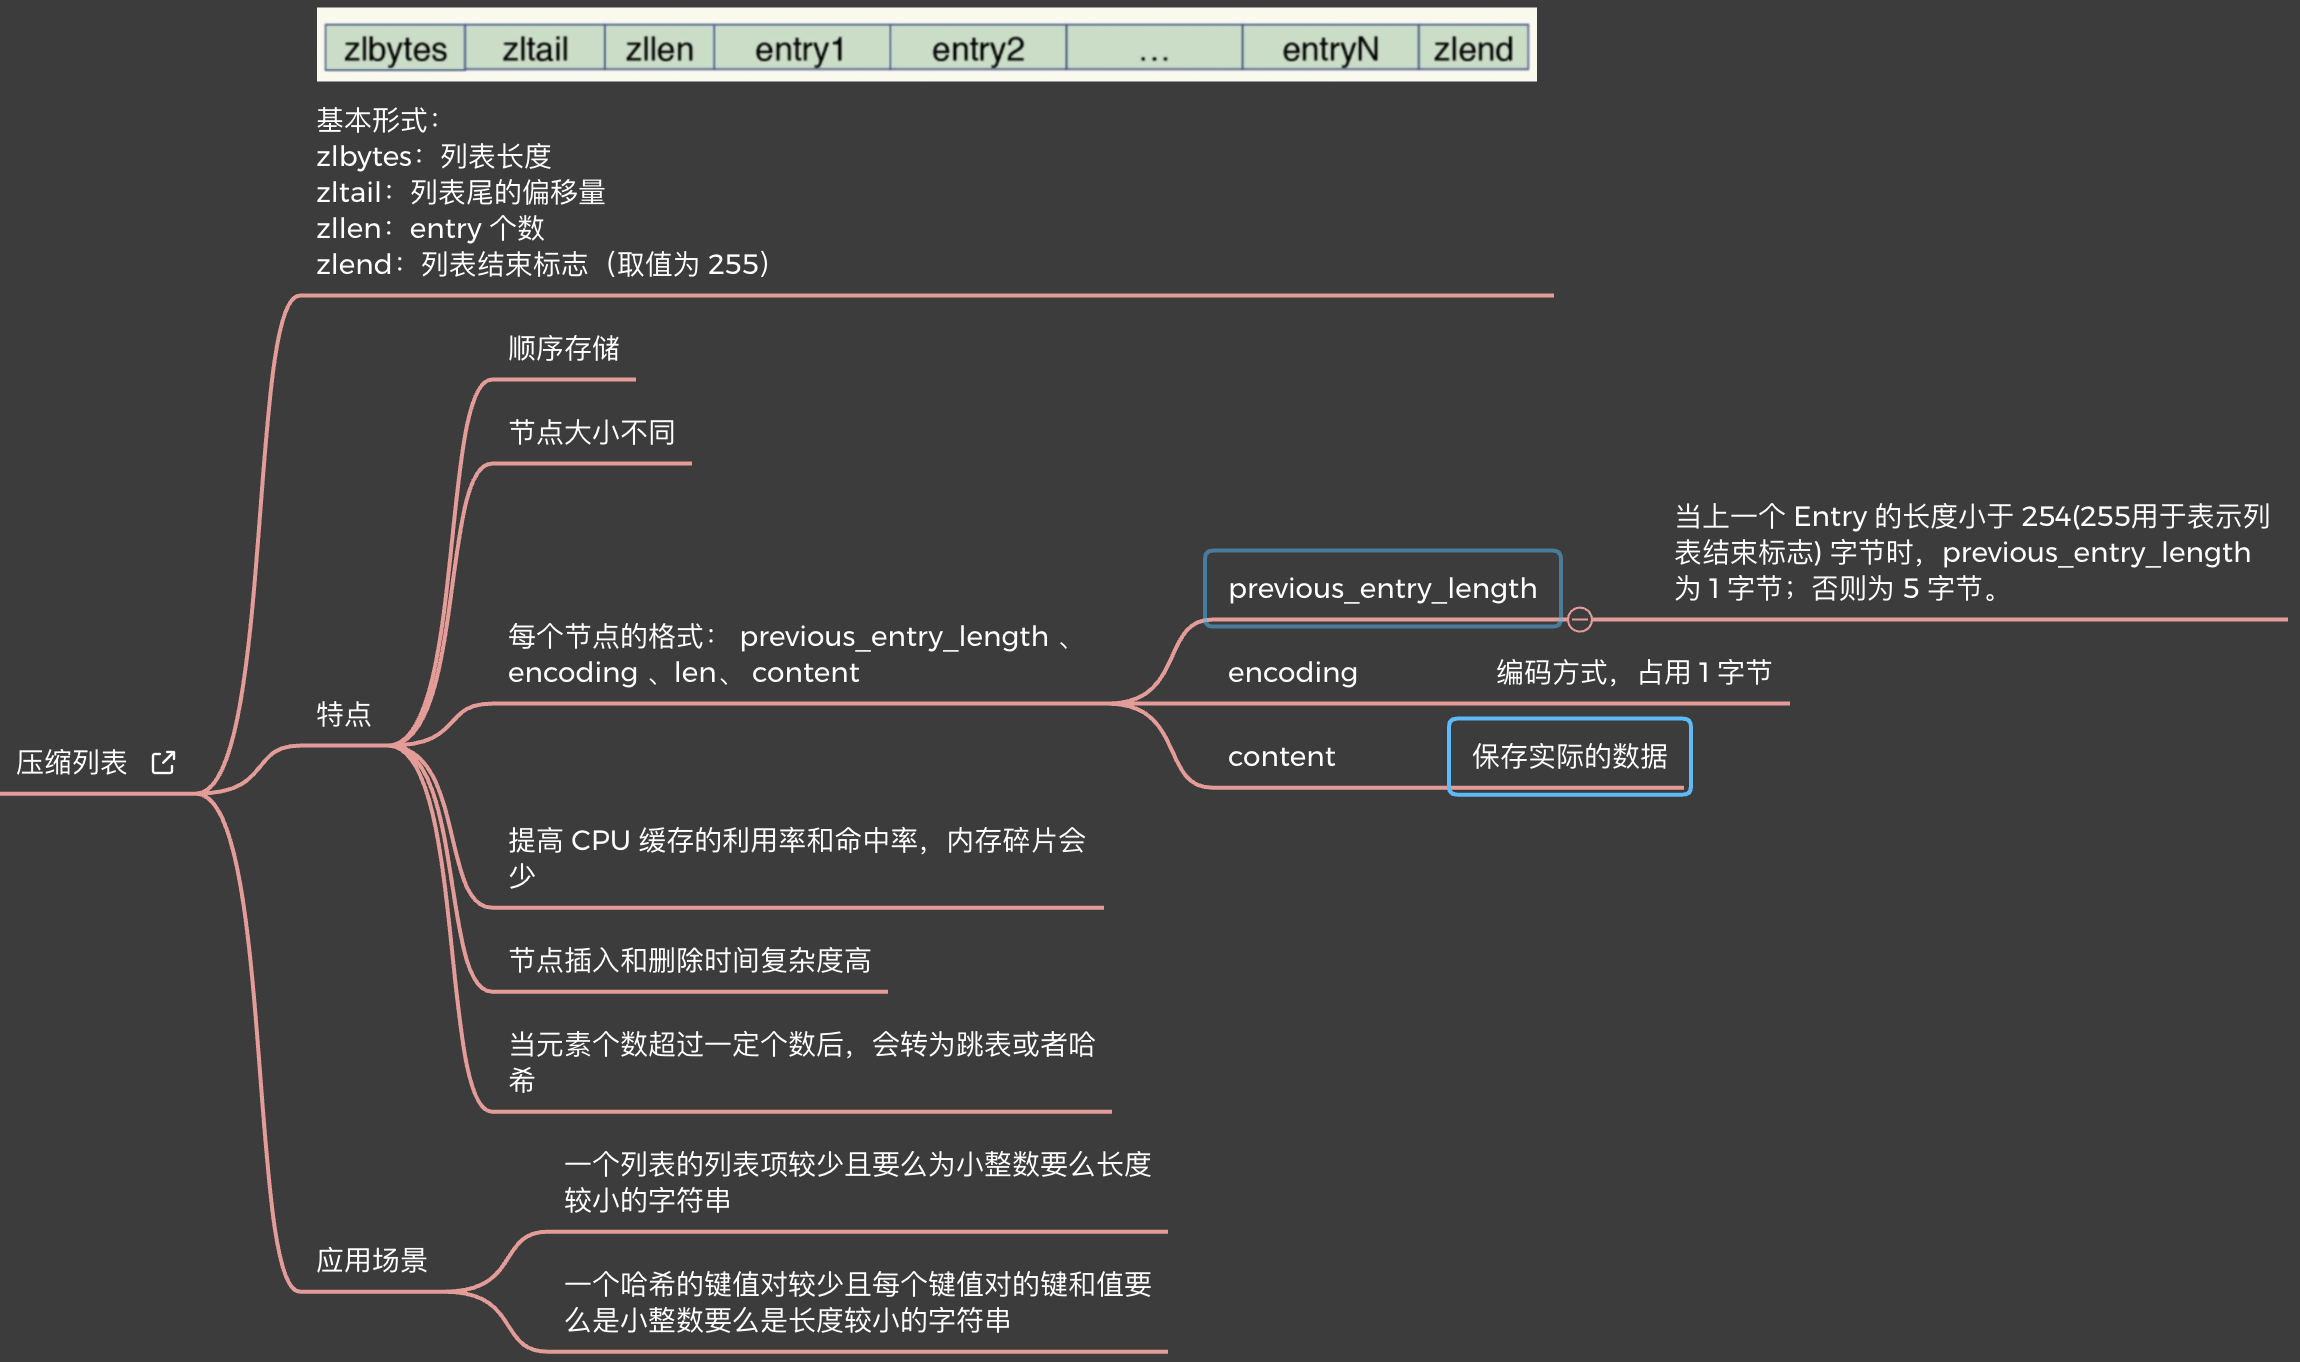 zlbytes zltail zllen entry1 entry2 ... entryN zlend
基本形式：
zlbytes：列表长度
zltail：列表尾的偏移量
zllen：entry 个数
zlend：列表结束标志（取值为 255）
压缩列表
特点
顺序存储
节点大小不同
每个节点的格式： previous_entry_length 、
encoding 、len、 content
previous_entry_length
当上一个 Entry 的长度小于 254(255用于表示列
表结束标志) 字节时，previous_entry_length
为 1 字节；否则为 5 字节。
encoding
编码方式，占用 1 字节
content
保存实际的数据
提高 CPU 缓存的利用率和命中率，内存碎片会
少
节点插入和删除时间复杂度高
当元素个数超过一定个数后，会转为跳表或者哈
希
应用场景
一个列表的列表项较少且要么为小整数要么长度
较小的字符串
一个哈希的键值对较少且每个键值对的键和值要
么是小整数要么是长度较小的字符串